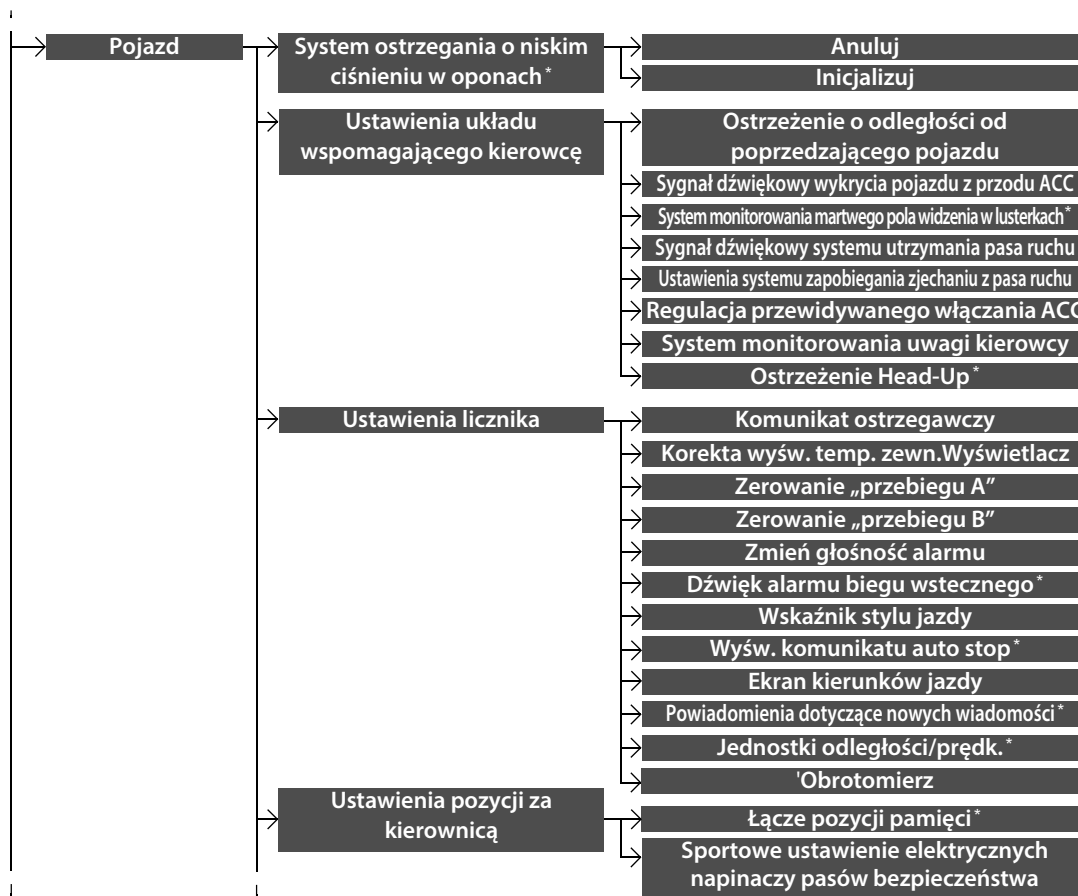 Pojazd
System ostrzegania o niskim
ciśnieniu w oponach*
Anuluj
Inicjalizuj
Ustawienia układu
wspomagającego kierowcę
Ostrzeżenie o odległości od
poprzedzającego pojazdu
Sygnał dźwiękowy wykrycia pojazdu z przodu ACC
System monitorowania martwego pola widzenia w lusterkach*
Sygnał dźwiękowy systemu utrzymania pasa ruchu
Ustawienia systemu zapobiegania zjechaniu z pasa ruchu
Regulacja przewidywanego włączania ACC
System monitorowania uwagi kierowcy
Ostrzeżenie Head-Up*
Ustawienia licznika
Komunikat ostrzegawczy
Korekta wyśw. temp. zewn.Wyświetlacz
Zerowanie „przebiegu A”
Zerowanie „przebiegu B”
Zmień głośność alarmu
Dźwięk alarmu biegu wstecznego*
Wskaźnik stylu jazdy
Wyśw. komunikatu auto stop*
Ekran kierunków jazdy
Powiadomienia dotyczące nowych wiadomości*
Jednostki odległości/prędk.*
'Obrotomierz
Ustawienia pozycji za
kierownicą
Łącze pozycji pamięci*
Sportowe ustawienie elektrycznych
napinaczy pasów bezpieczeństwa